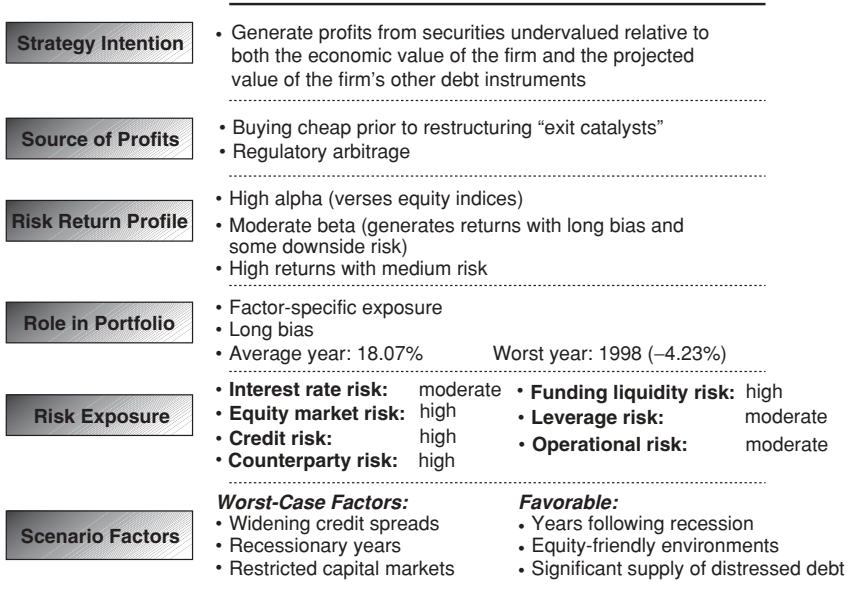 Strategy Intention
• Generate profits from securities undervalued relative to
both the economic value of the firm and the projected
value of the firm's other debt instruments
Source of Profits
• Buying cheap prior to restructuring “exit catalysts”
• Regulatory arbitrage
Risk Return Profile
• High alpha (verses equity indices)
• Moderate beta (generates returns with long bias and
some downside risk)
• High returns with medium risk
Role in Portfolio
• Factor-specific exposure
• Long bias
• Average year: 18.07% Worst year: 1998 (−4.23%)
Risk Exposure
• Interest rate risk: moderate • Funding liquidity risk: high
• Equity market risk: high • Leverage risk: moderate
• Credit risk: high • Operational risk: moderate
• Counterparty risk: high
Scenario Factors
Worst-Case Factors: Favorable:
• Widening credit spreads • Years following recession
• Recessionary years • Equity-friendly environments
• Restricted capital markets • Significant supply of distressed debt